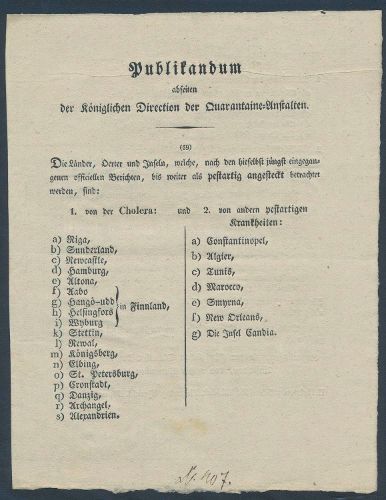 Publikandum
abseiten
der Königlichen Direction der Quarantaine-Anstalten.
(59)
Die Länder, Oerter und Inseln, welche, nach den hieselbst jüngst eingegan-
genen officiellen Berichten, bis weiter als pestartig angesteckt betrachtet
werden, sind:
1. von der Cholera: und 2. von andern pestartigen
Krankheiten:
a) Riga,
b) Sunderland,
c) Newcastle,
d) Hamburg,
e) Altona,
f) Aabo
g) Hangö-udd
h) Helsingfors
i) Wyburg
in Finnland,
k) Stettin,
l) Rewal,
m) Königsberg,
n) Elbing,
o) St. Petersburg,
p) Cronstadt,
q) Danzig,
r) Archangel,
s) Alexandrien.
a) Constantinopel,
b) Algier,
c) Tunis,
d) Marocco,
e) Smyrna,
f) New Orleans,
g) Die Insel Candia.